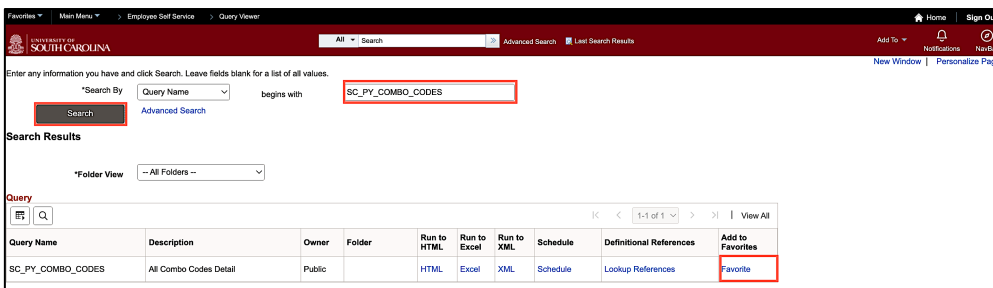 Favorites Main Menu > Employee Self Service > Query Viewer Home Sign Ou
UNIVERSITY OF
SOUTH CAROLINA
All Search » Advanced Search Last Search Results Add To Notifications NavBa
New Window | Personalize Pag
Enter any information you have and click Search. Leave fields blank for a list of all values.
*Search By Query Name begins with SC_PY_COMBO_CODES
Search Advanced Search
Search Results
*Folder View -- All Folders --
Query
1-1 of 1 | View All
Query Name Description Owner Folder Run to HTML Run to Excel Run to XML Schedule Definitional References Add to Favorites
SC_PY_COMBO_CODES All Combo Codes Detail Public HTML Excel XML Schedule Lookup References Favorite